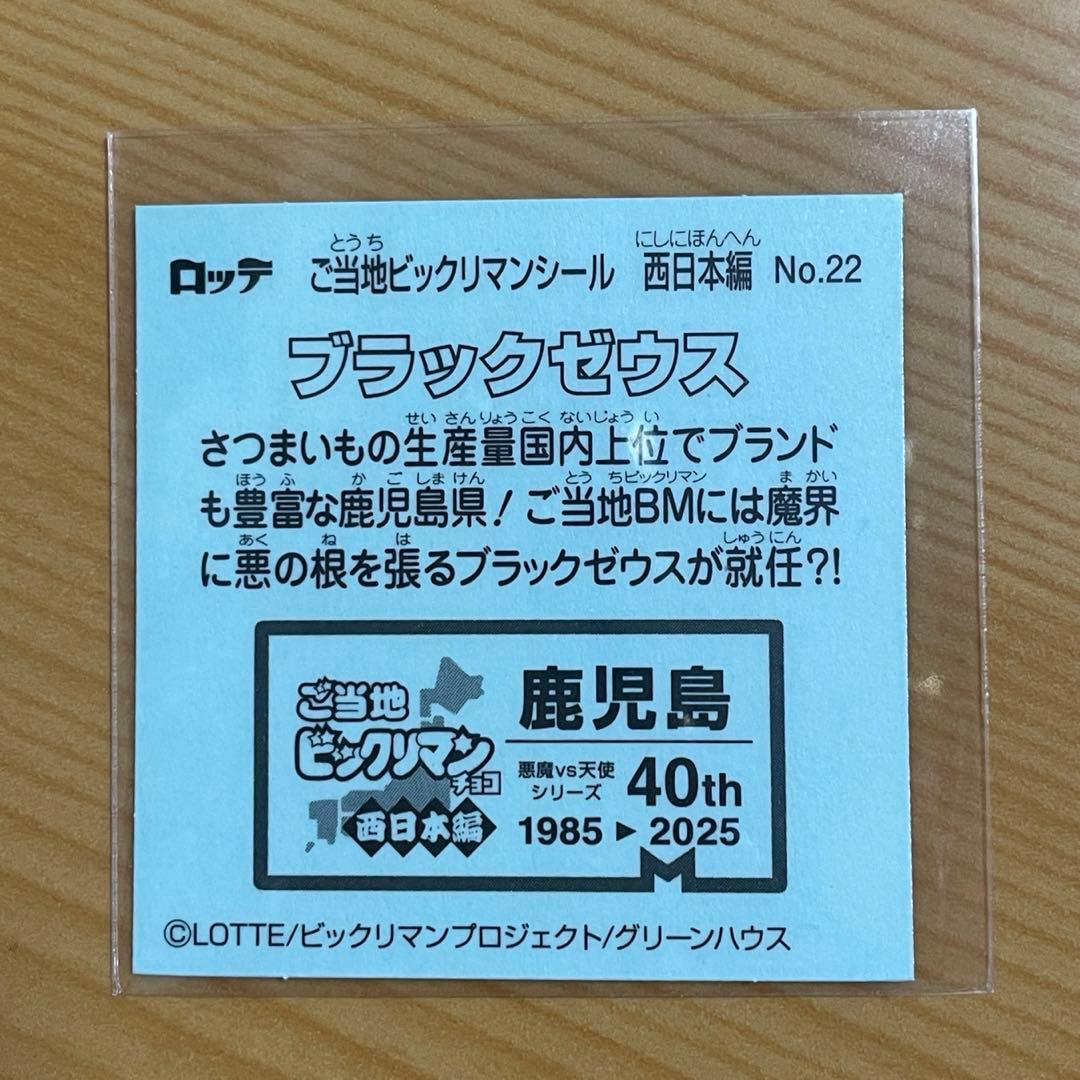 ロッテ ご当地ビックリマンシール 西日本編 No.22
とうち にしにほんへん
ブラックゼウス
せいさんりょうこくないじょうい
さつまいもの生産量国内上位でブランド
ほうふ かごしまけん とうちビックリマン まかい
も豊富な鹿児島県!ご当地BMには魔界
あく ね は しゅうにん
に悪の根を張るブラックゼウスが就任?!
ご当地
ビックリマン
チョコ
西日本編
鹿児島
悪魔vs天使
シリーズ 40th
1985▶2025
©LOTTE/ビックリマンプロジェクト/グリーンハウス